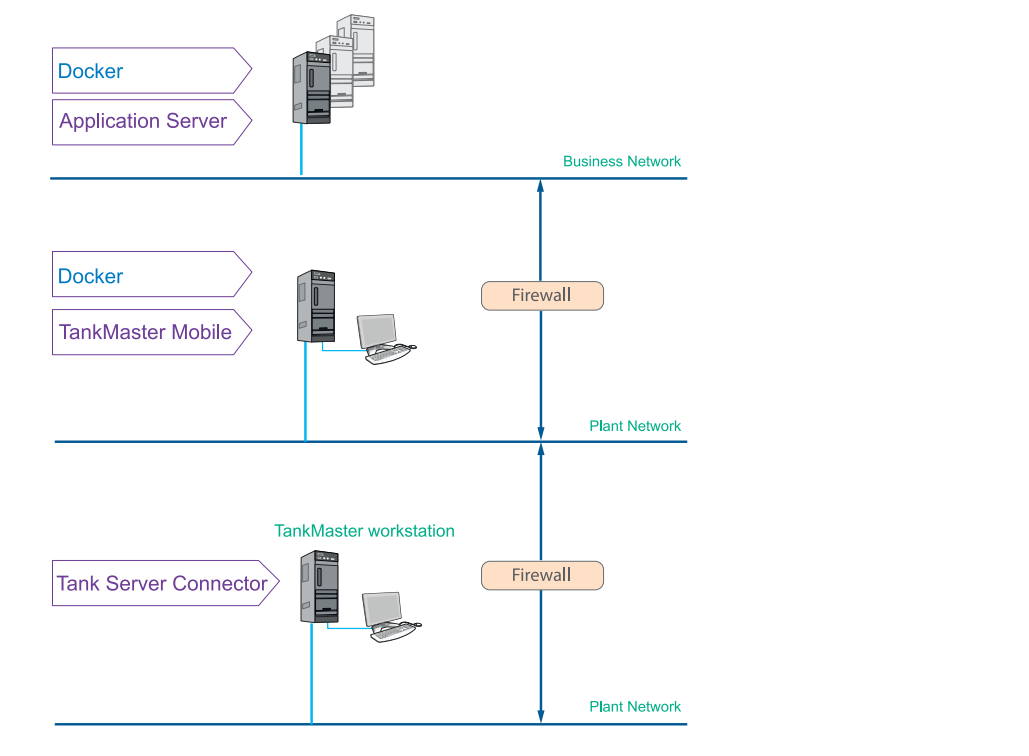 Docker
Application Server
Business Network
Docker
Firewall
TankMaster Mobile
Plant Network
TankMaster workstation
Tank Server Connector
Firewall
Plant Network